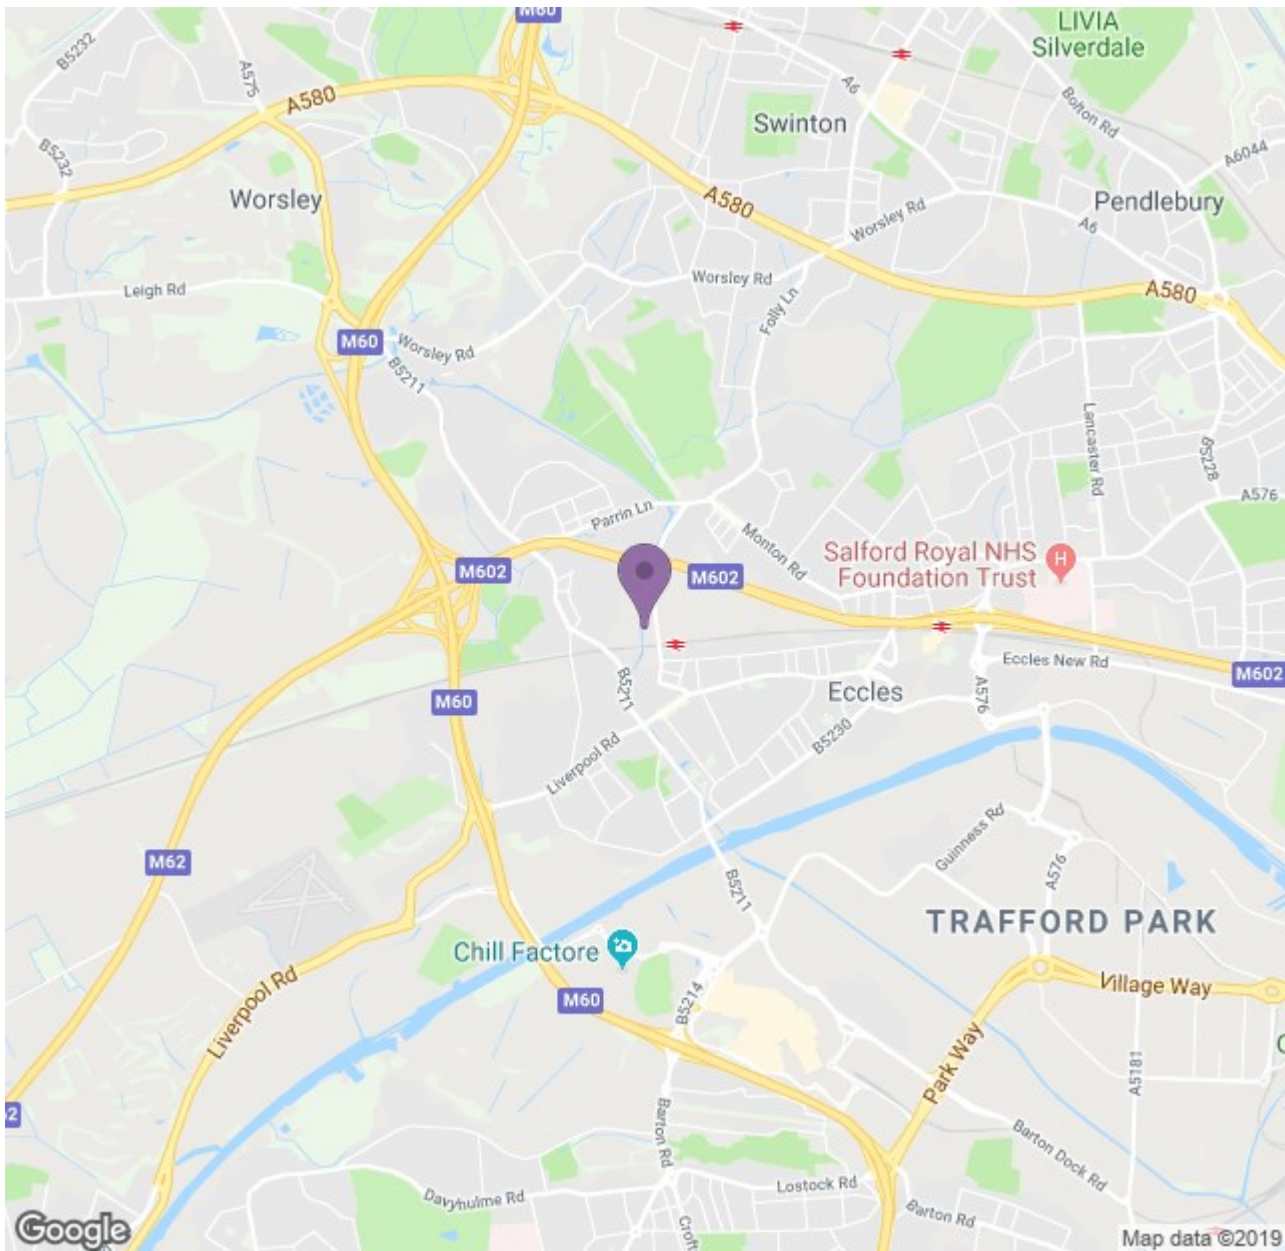 M60
LIVIA
Silverdale
B5232
A575
A6
A580
Bolton Rd
Swinton
A6044
B5232
Worsley
A580
Pendlebury
Worsley Rd
A6
Worsley Rd
Leigh Rd
A580
Folly Ln
M60
Worsley Rd
B5211
Lancaster Rd
B5228
A576
Parrin Ln
Monton Rd
Salford Royal NHS
Foundation Trust
H
M602
M602
Eccles New Rd
M602
B5211
Eccles
A576
M60
B5230
Liverpool Rd
Guinness Rd
M62
A576
B5211
TRAFFORD PARK
Chill Factore
Liverpool Rd
M60
B5214
Village Way
Park Way
A5181
2
Barton Rd
Barton Dock Rd
Davyhulme Rd
Lostock Rd
Barton Rd
Croft
Google
Map data ©2019